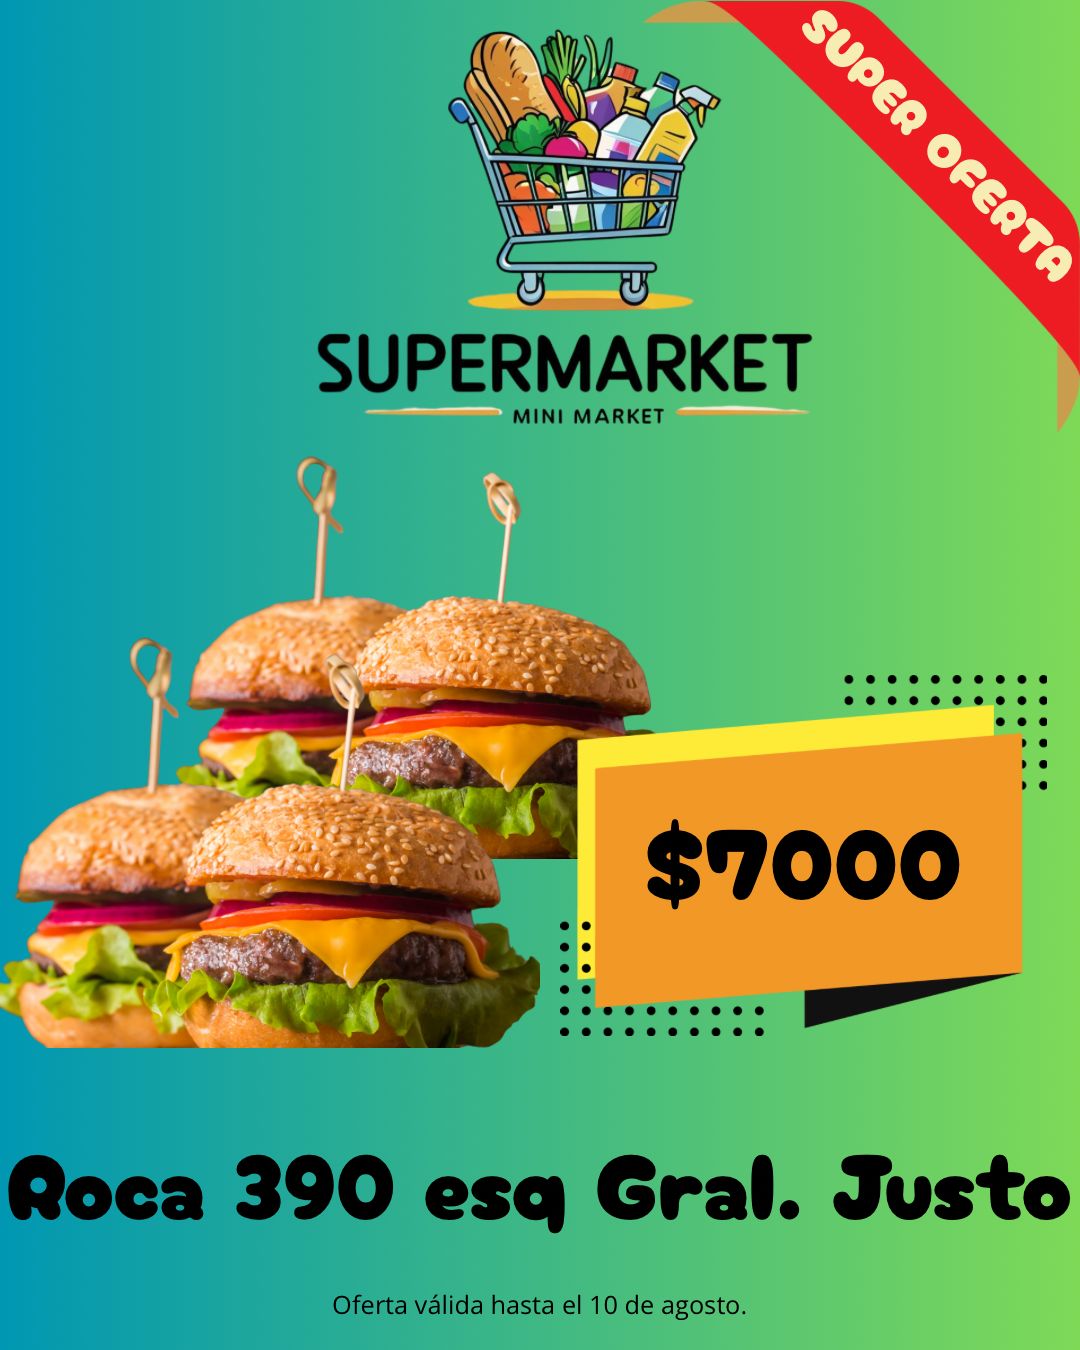 SUPER OFERTA
SUPERMARKET
MINI MARKET
$7000
Roca 390 esq Gral. Justo
Oferta válida hasta el 10 de agosto.